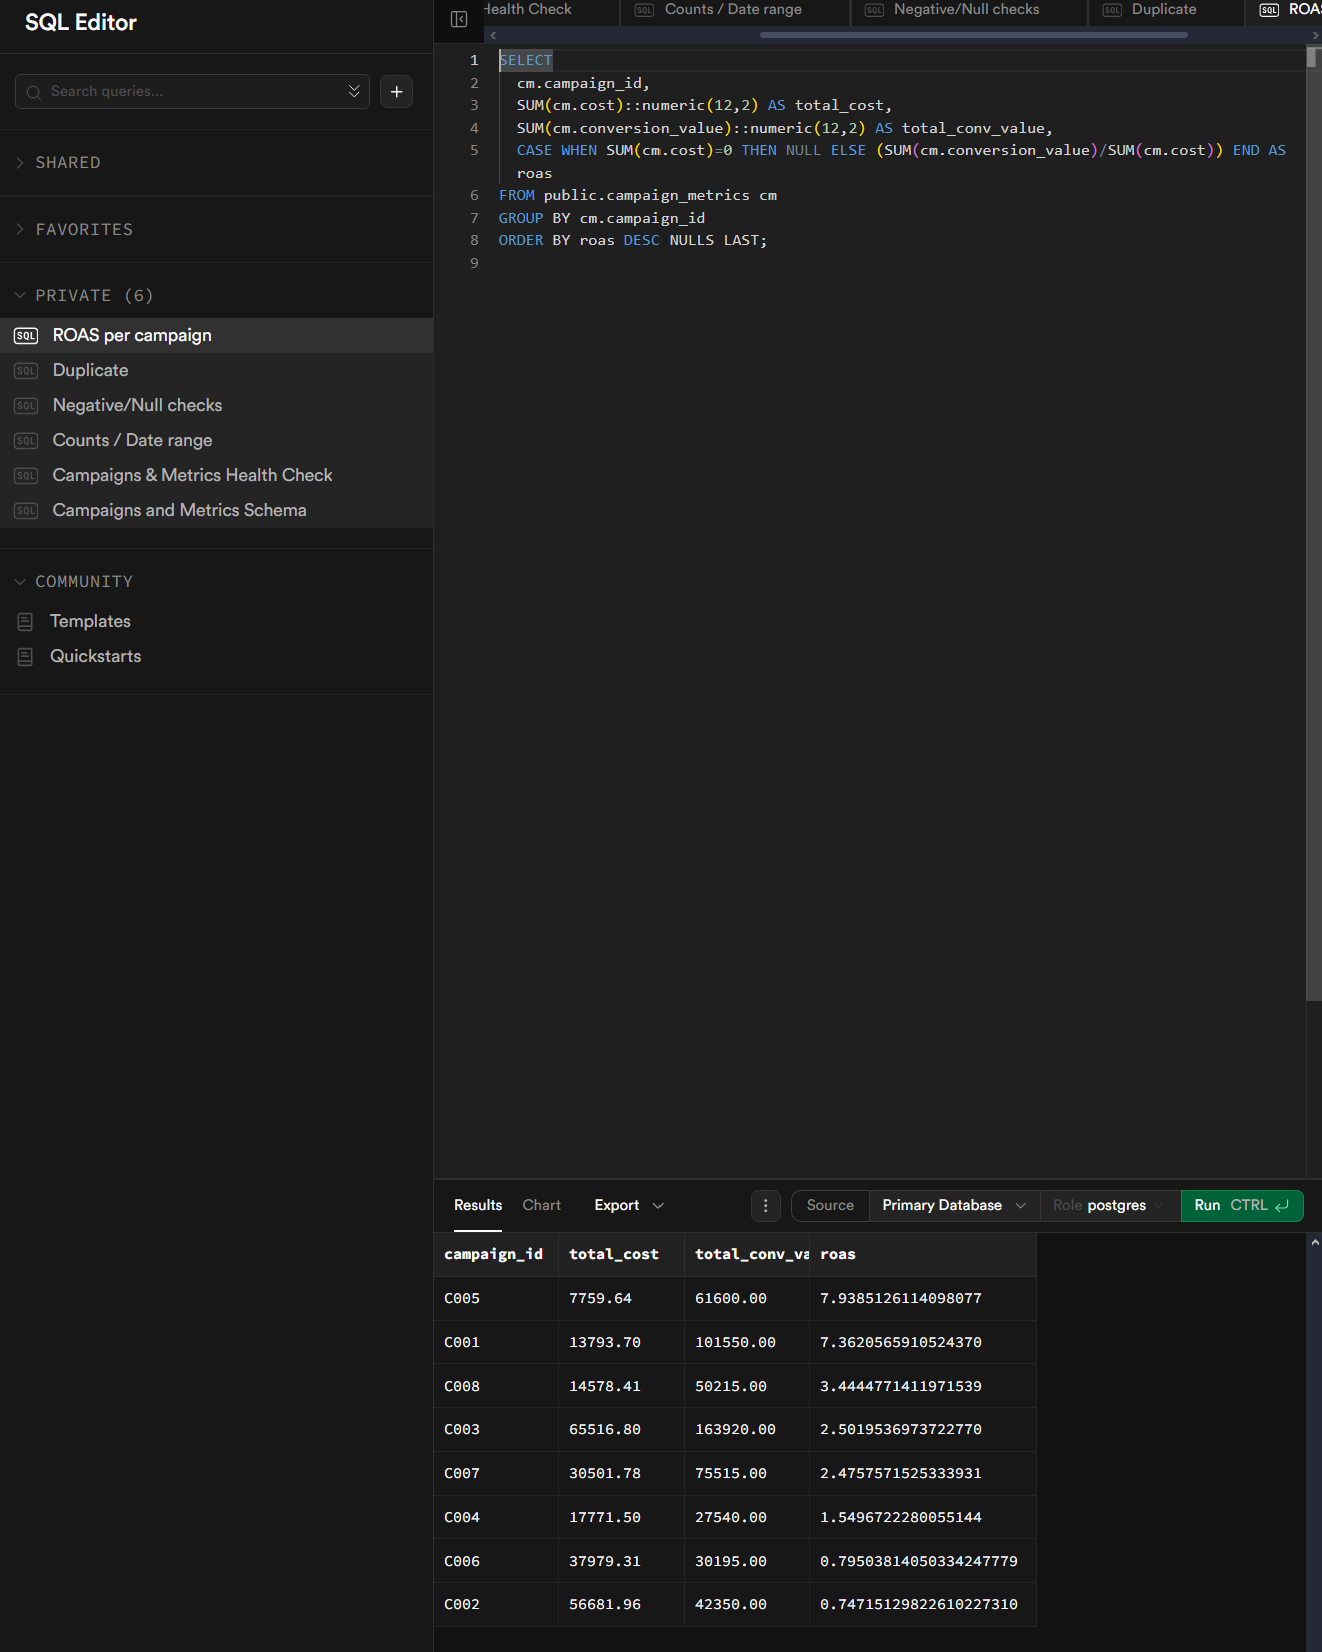 SQL Editor
Search queries...
SHARED
FAVORITES
PRIVATE (6)
SQL ROAS per campaign
SQL Duplicate
SQL Negative/Null checks
SQL Counts / Date range
SQL Campaigns & Metrics Health Check
SQL Campaigns and Metrics Schema
COMMUNITY
Templates
Quickstarts
Health Check SQL Counts / Date range SQL Negative/Null checks SQL Duplicate SQL ROAS
1 SELECT
2 cm.campaign_id,
3 SUM(cm.cost)::numeric(12,2) AS total_cost,
4 SUM(cm.conversion_value)::numeric(12,2) AS total_conv_value,
5 CASE WHEN SUM(cm.cost)=0 THEN NULL ELSE (SUM(cm.conversion_value)/SUM(cm.cost)) END AS
roas
6 FROM public.campaign_metrics cm
7 GROUP BY cm.campaign_id
8 ORDER BY roas DESC NULLS LAST;
9
Results Chart Export Source Primary Database Role postgres Run CTRL
campaign_id total_cost total_conv_va roas
C005 7759.64 61600.00 7.9385126114098077
C001 13793.70 101550.00 7.3620565910524370
C008 14578.41 50215.00 3.4444771411971539
C003 65516.80 163920.00 2.5019536973722770
C007 30501.78 75515.00 2.4757571525333931
C004 17771.50 27540.00 1.5496722280055144
C006 37979.31 30195.00 0.79503814050334247779
C002 56681.96 42350.00 0.74715129822610227310